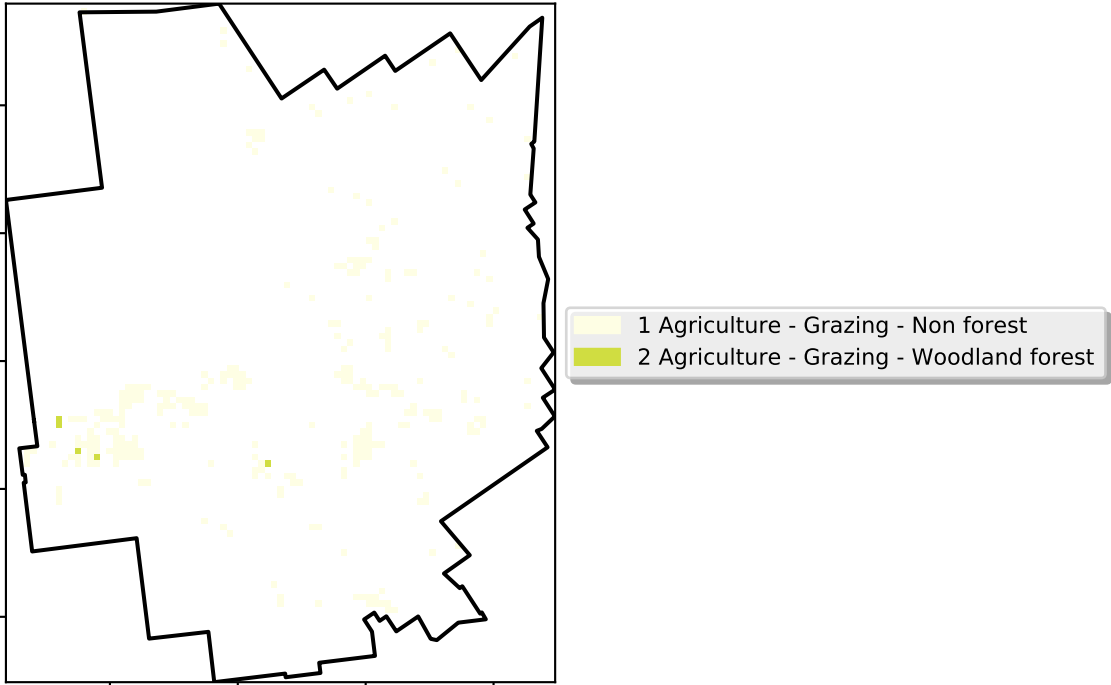 1 Agriculture - Grazing - Non forest
2 Agriculture - Grazing - Woodland forest